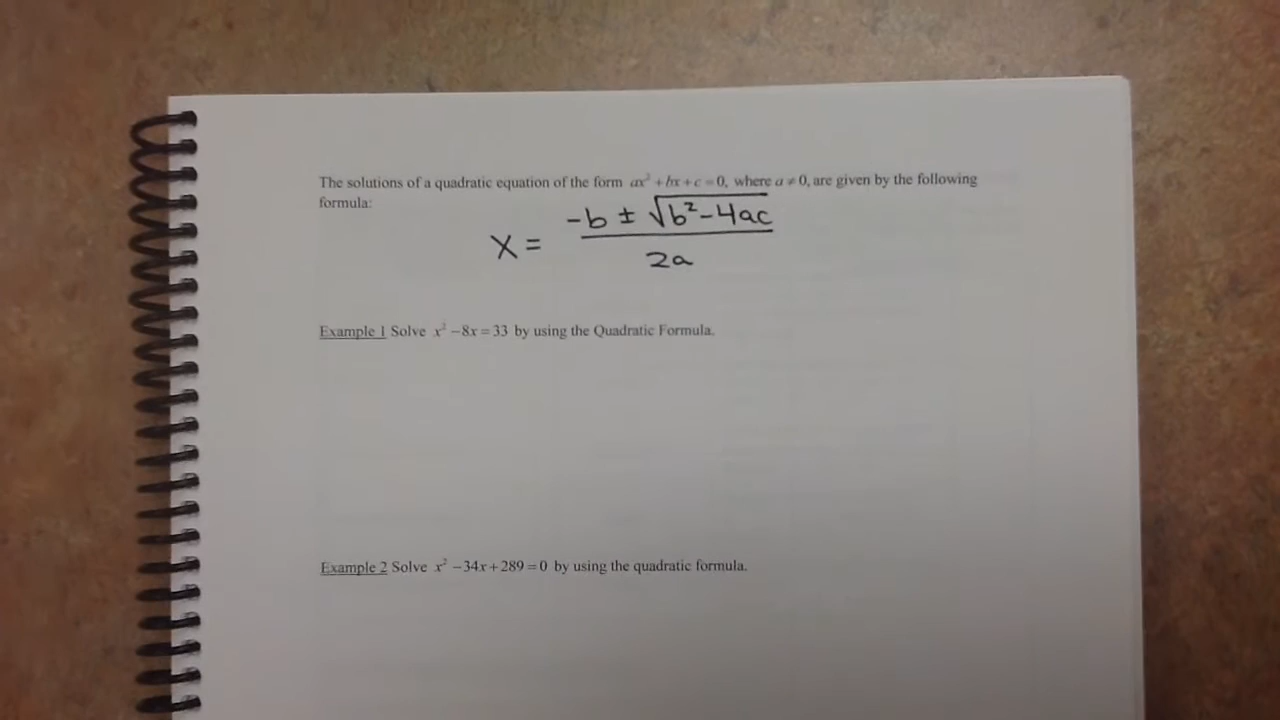 The solutions of a quadratic equation of the form ax² + bx + c = 0, where a ≠ 0, are given by the following
formula:
x = (-b ± √(b² - 4ac)) / 2a
Example 1 Solve x² - 8x = 33 by using the Quadratic Formula.
Example 2 Solve x² - 34x + 289 = 0 by using the quadratic formula.